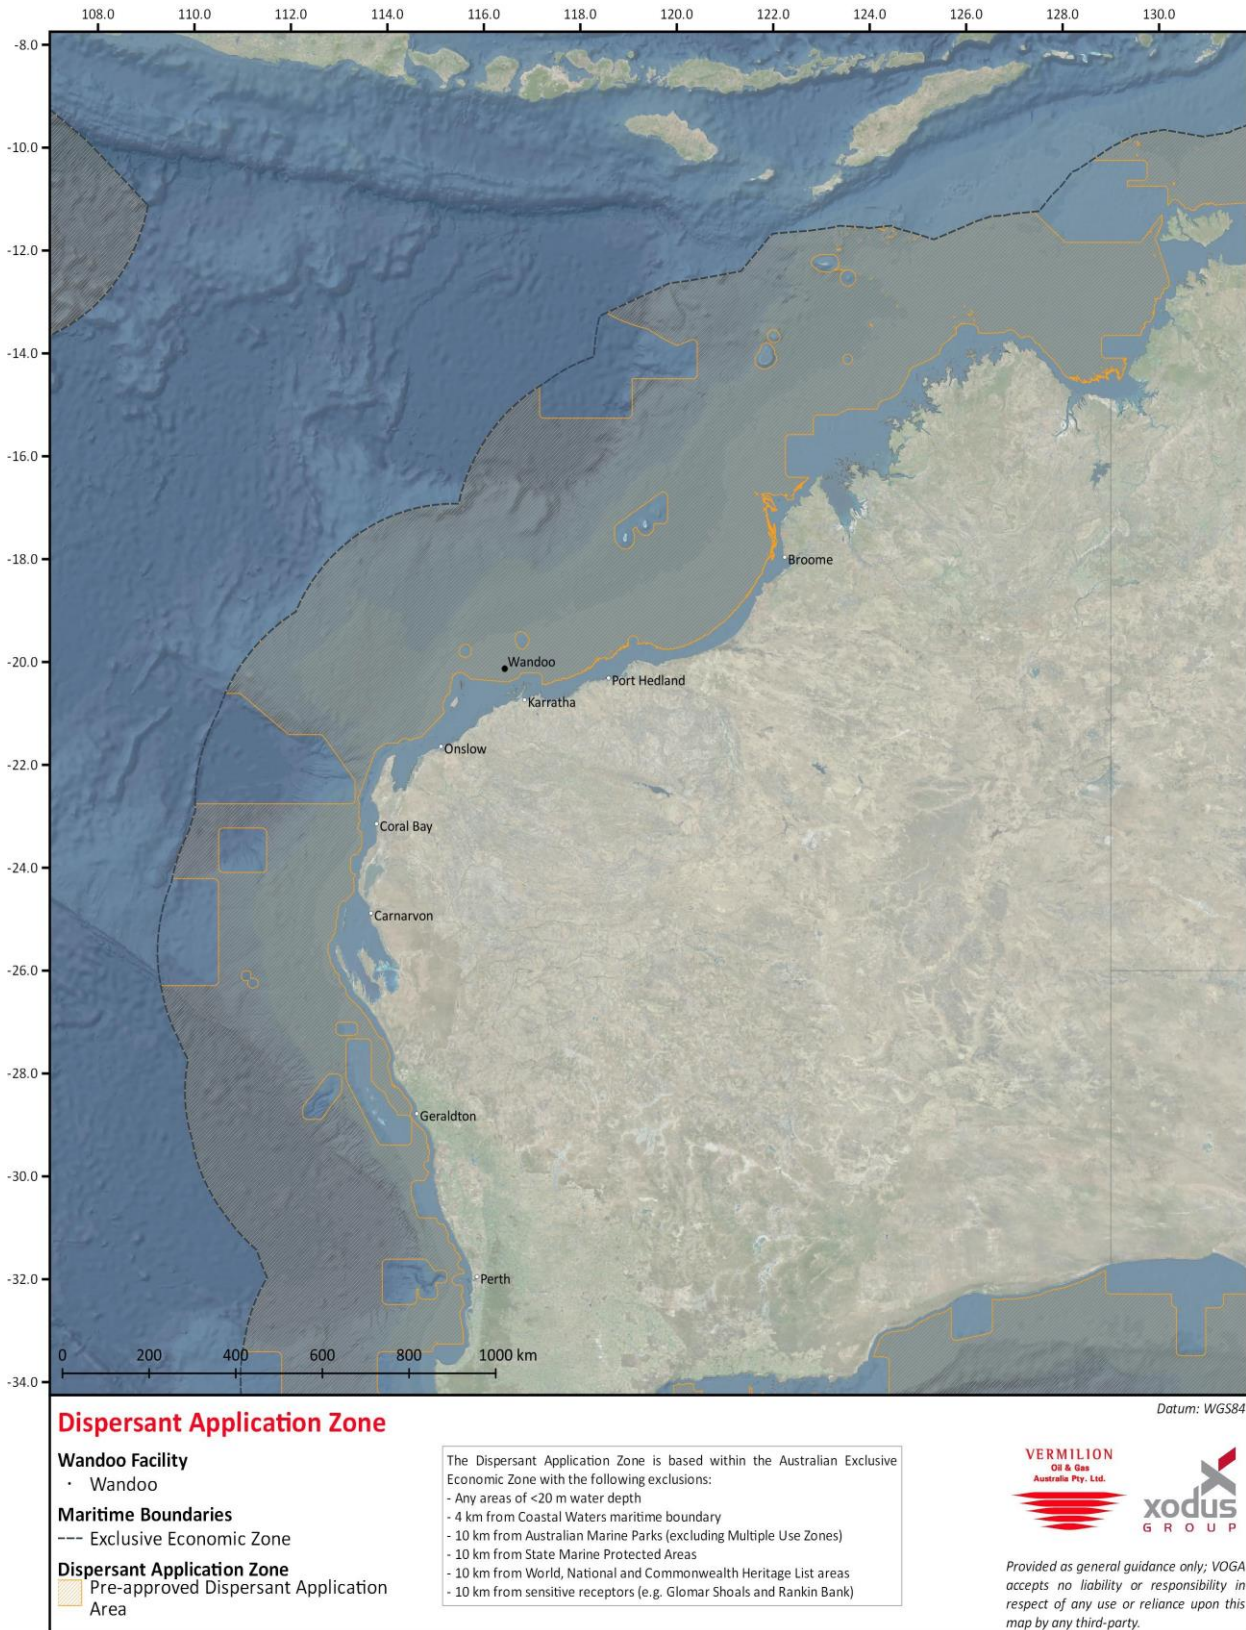 108.0 110.0 112.0 114.0 116.0 118.0 120.0 122.0 124.0 126.0 128.0 130.0
-8.0
-10.0
-12.0
-14.0
-16.0
-18.0
Broome
-20.0
Wandoo
Port Hedland
Karratha
Onslow
-22.0
Coral Bay
-24.0
Carnarvon
-26.0
-28.0
Geraldton
-30.0
-32.0
Perth
0 200 400 600 800 1000 km
-34.0
Datum: WGS84
Dispersant Application Zone
Wandoo Facility
· Wandoo
Maritime Boundaries
--- Exclusive Economic Zone
Dispersant Application Zone
Pre-approved Dispersant Application
Area
The Dispersant Application Zone is based within the Australian Exclusive
Economic Zone with the following exclusions:
- Any areas of <20 m water depth
- 4 km from Coastal Waters maritime boundary
- 10 km from Australian Marine Parks (excluding Multiple Use Zones)
- 10 km from State Marine Protected Areas
- 10 km from World, National and Commonwealth Heritage List areas
- 10 km from sensitive receptors (e.g. Glomar Shoals and Rankin Bank)
VERMILION
Oil & Gas
Australia Pty. Ltd.
xodus
GROUP
Provided as general guidance only; VOGA
accepts no liability or responsibility in
respect of any use or reliance upon this
map by any third-party.